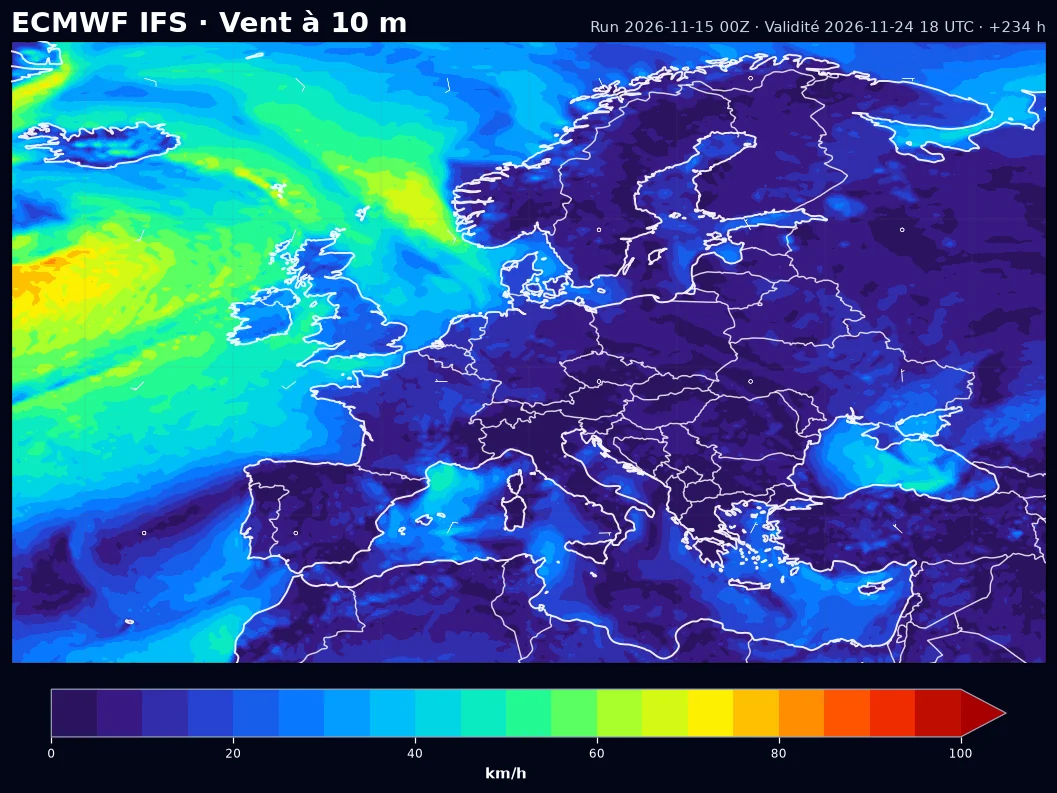 ECMWF IFS · Vent à 10 m
Run 2026-11-15 00Z · Validité 2026-11-24 18 UTC · +234 h
0 20 40 60 80 100
km/h